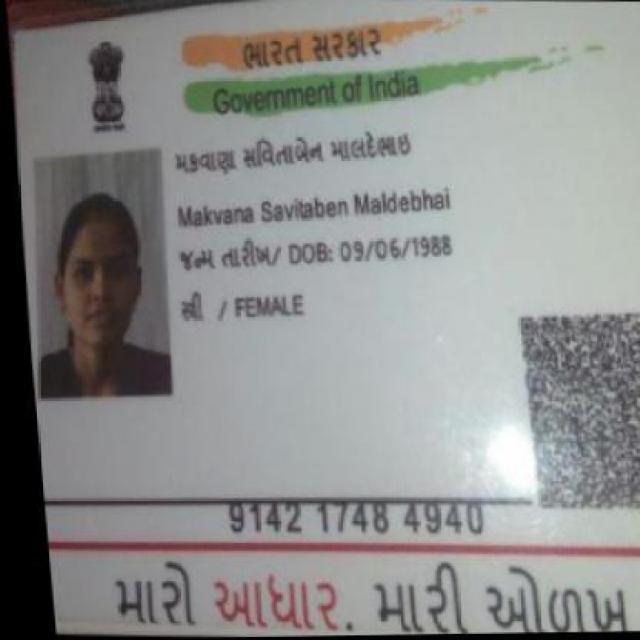 ભારત સરકાર
Government of India
મકવાણા સવિતાબેન માલદેભાઇ
Makvana Savitaben Maldebhai
જન્મ તારીખ/ DOB: 09/06/1988
સ્ત્રી / FEMALE
9142 1748 4940
મારો આધાર. મારી ઓળખ